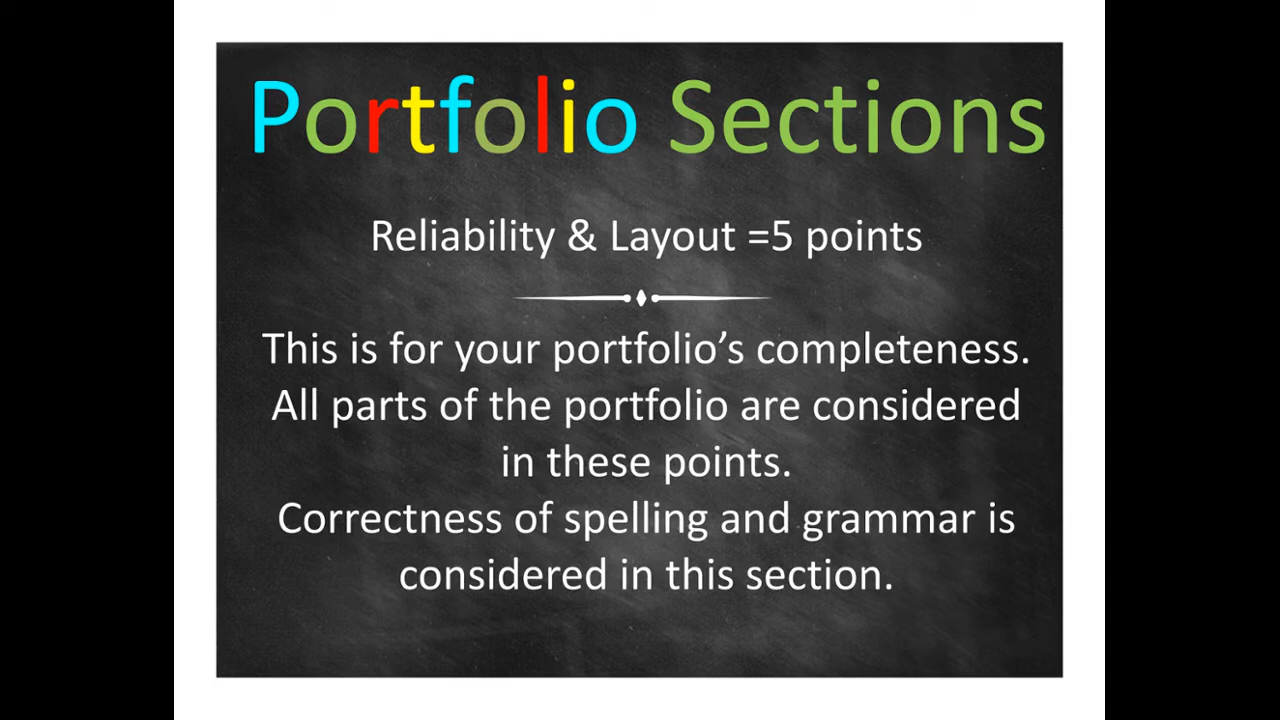 Portfolio Sections
Reliability & Layout =5 points
This is for your portfolio’s completeness.
All parts of the portfolio are considered
in these points.
Correctness of spelling and grammar is
considered in this section.